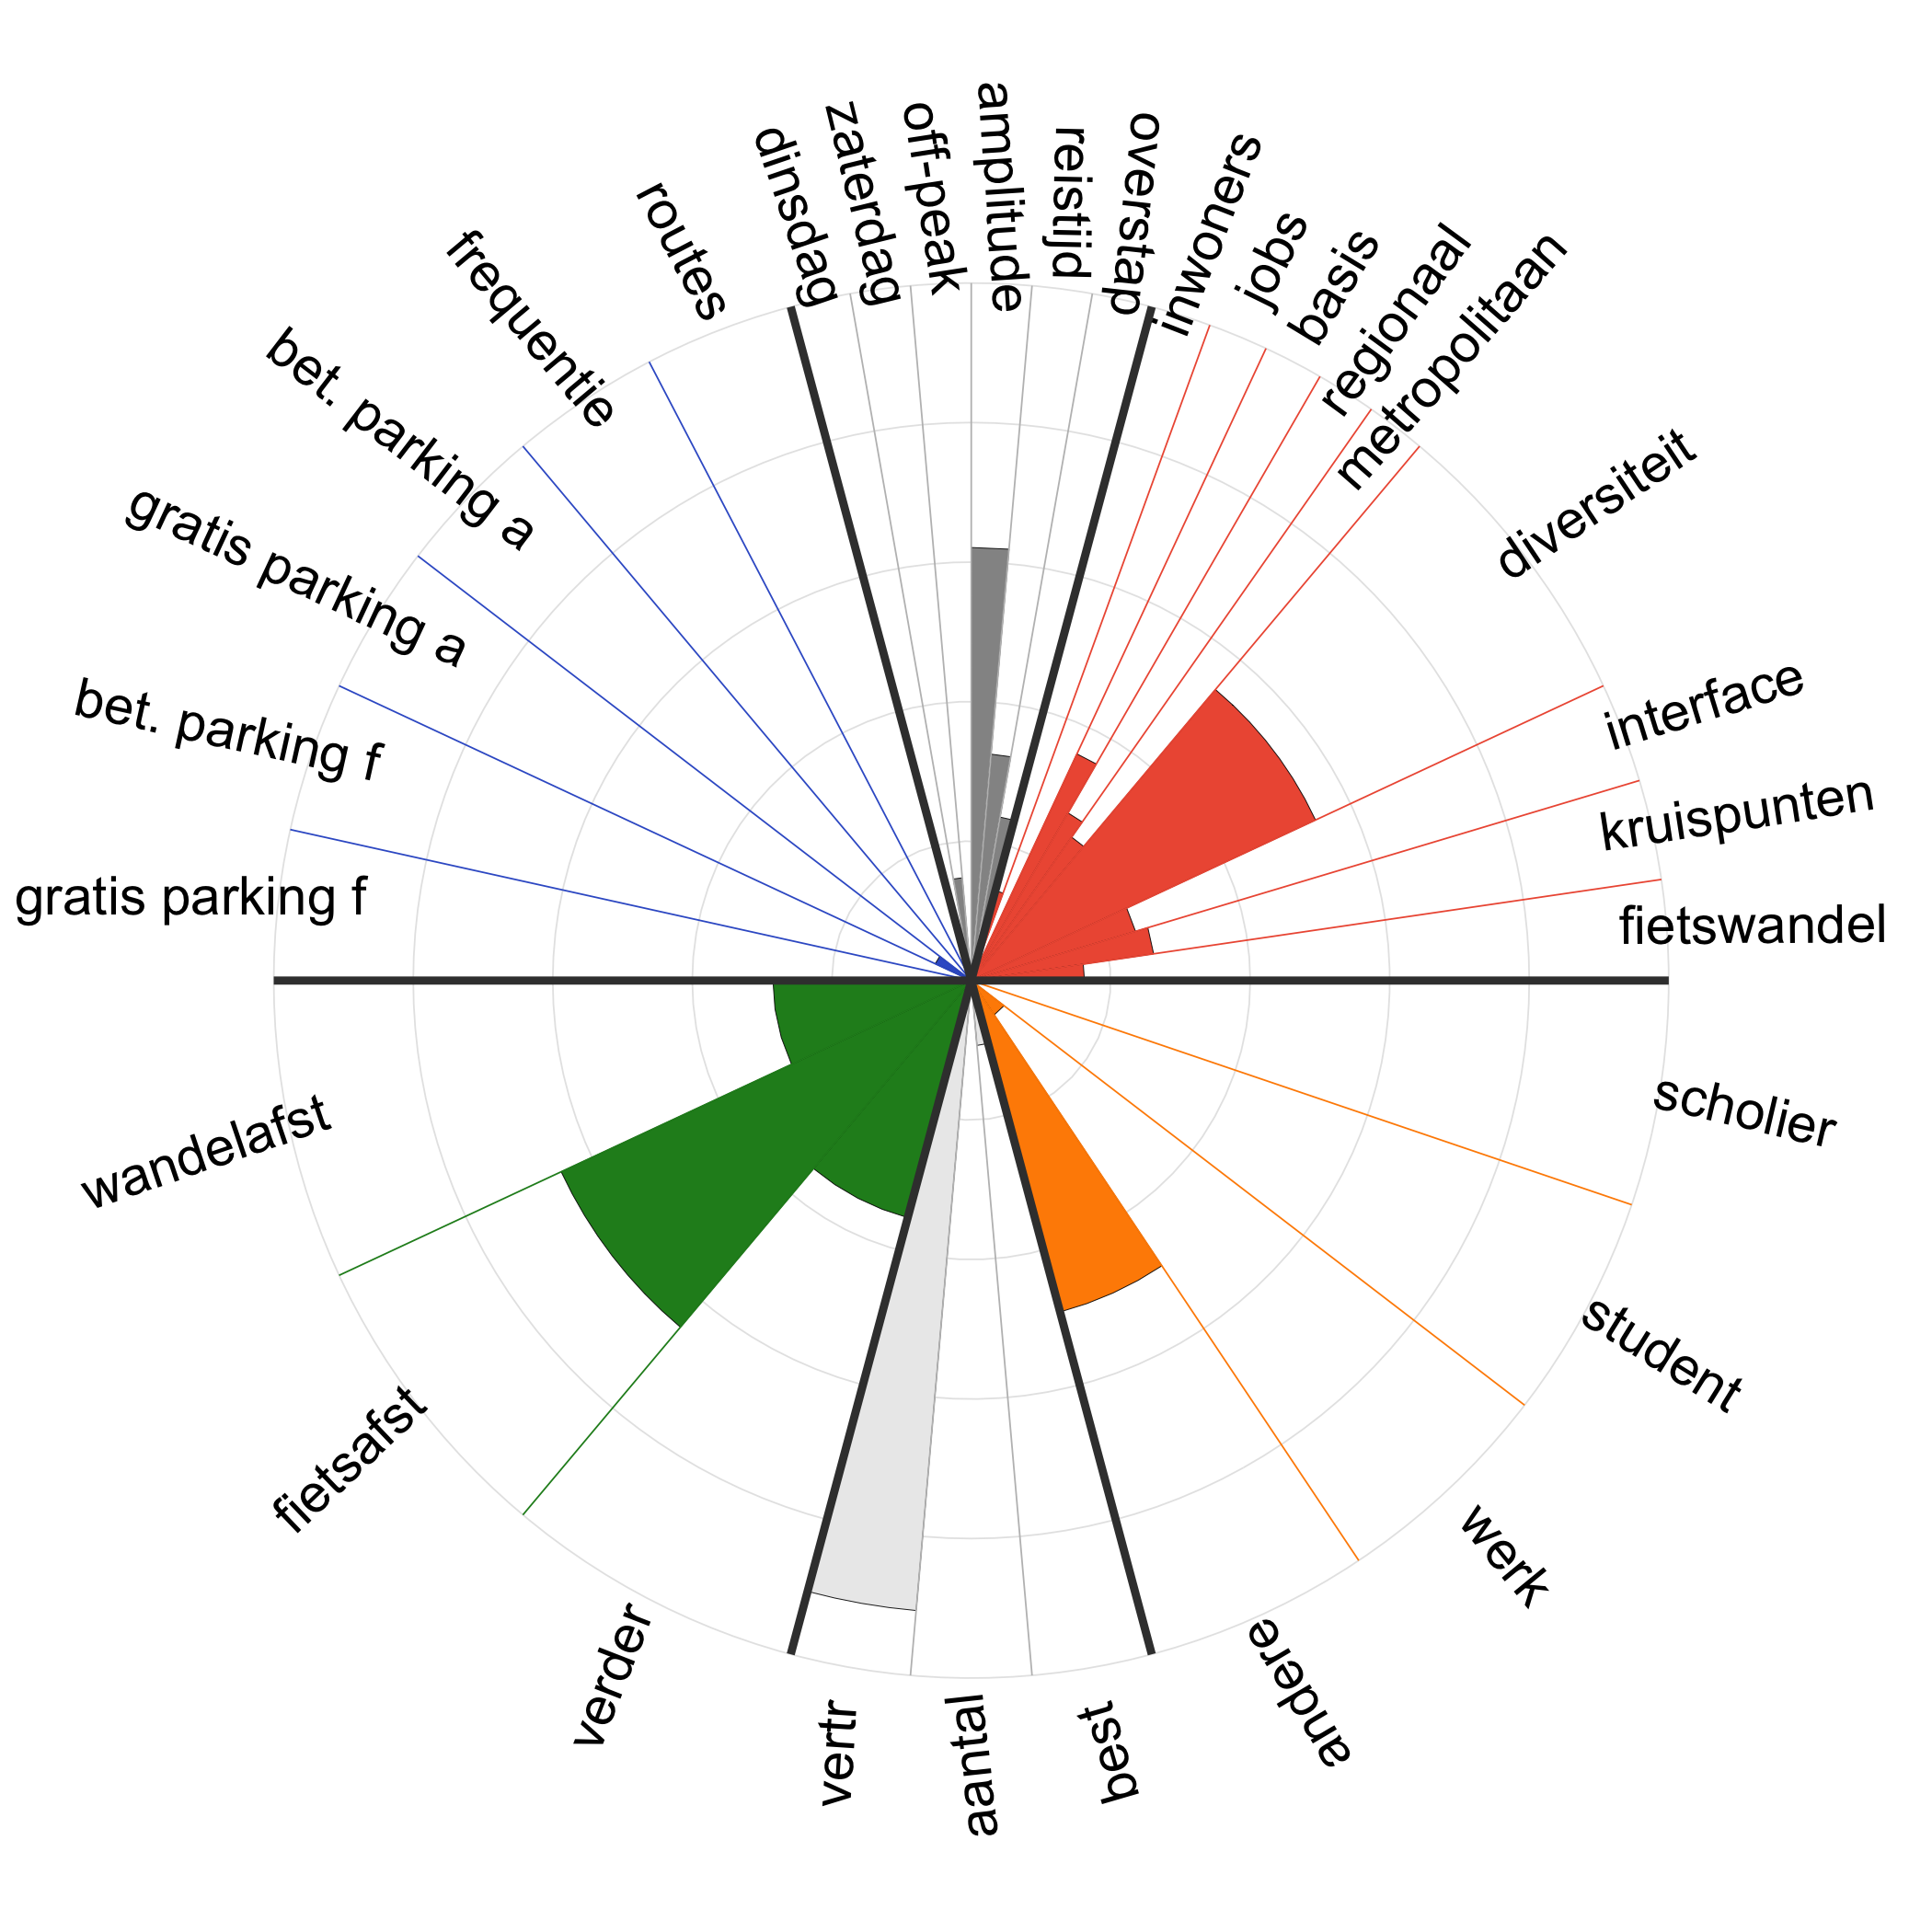 dinsdag
zaterdag
off-peak
amplitude
reistijd
overstap
inwoners
jobs
basis
regionaal
metropolitaan
diversiteit
interface
kruispunten
fietswandel
scholier
student
werk
andere
best
aantal
vertr
verder
fietsafst
wandelafst
gratis parking f
bet. parking f
gratis parking a
bet. parking a
frequentie
routes